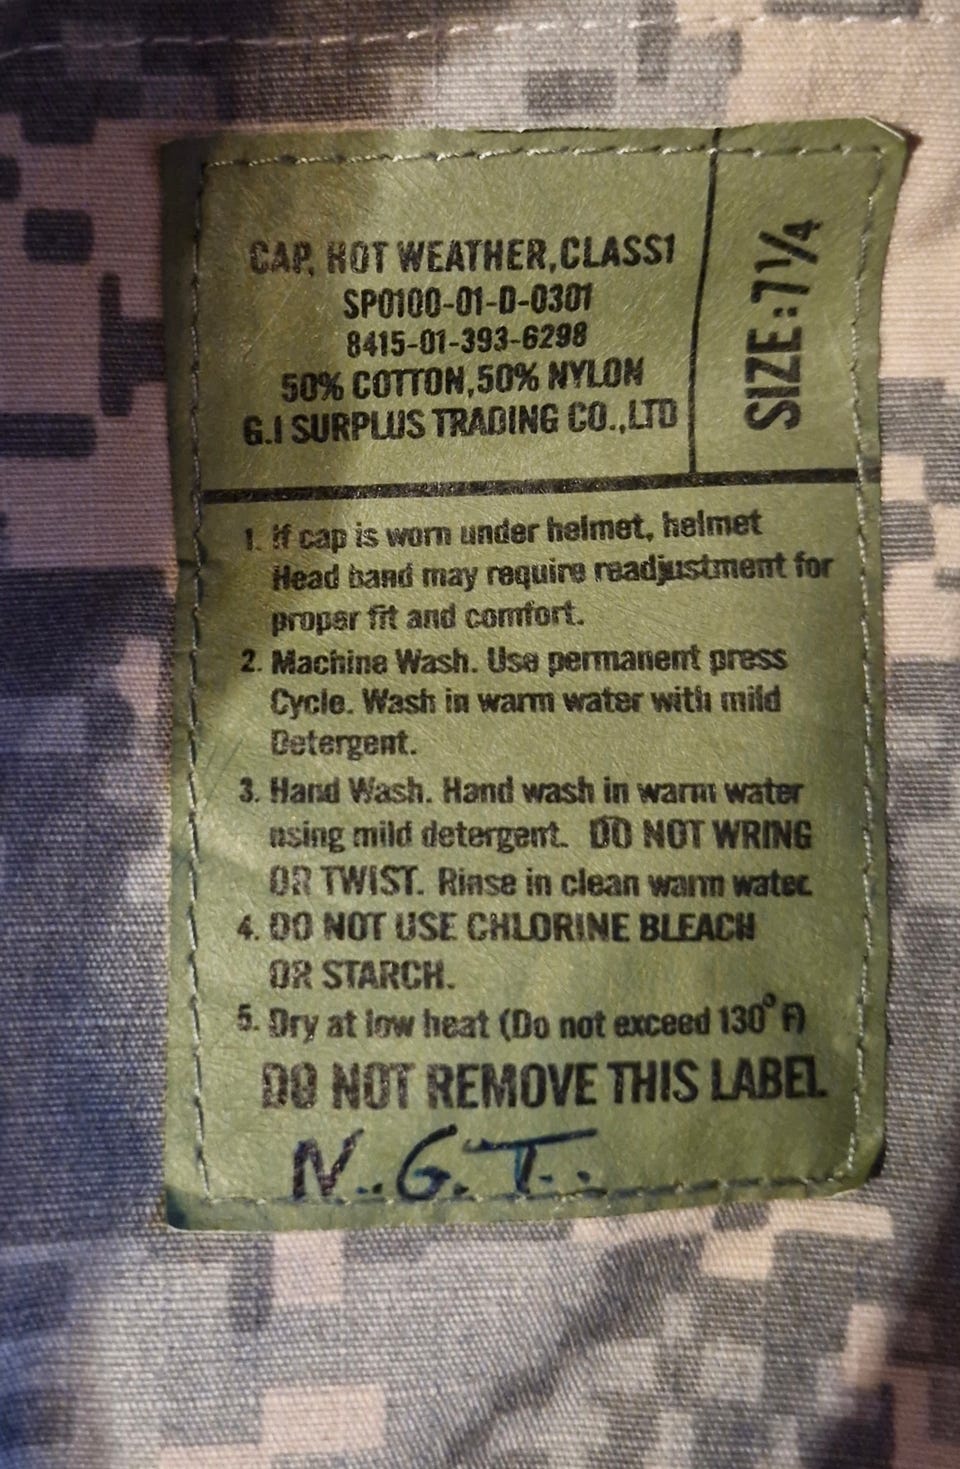 CAP, HOT WEATHER,CLASS1
SP0100-01-D-0301
8415-01-393-6298
50% COTTON,50% NYLON
G.I SURPLUS TRADING CO.,LTD
SIZE:7 1/4
1. If cap is worn under helmet, helmet
Head band may require readjustment for
proper fit and comfort.
2. Machine Wash. Use permanent press
Cycle. Wash in warm water with mild
Detergent.
3. Hand Wash. Hand wash in warm water
using mild detergent. DO NOT WRING
OR TWIST. Rinse in clean warm water.
4. DO NOT USE CHLORINE BLEACH
OR STARCH.
5. Dry at low heat (Do not exceed 130° F)
DO NOT REMOVE THIS LABEL
N..G.T..